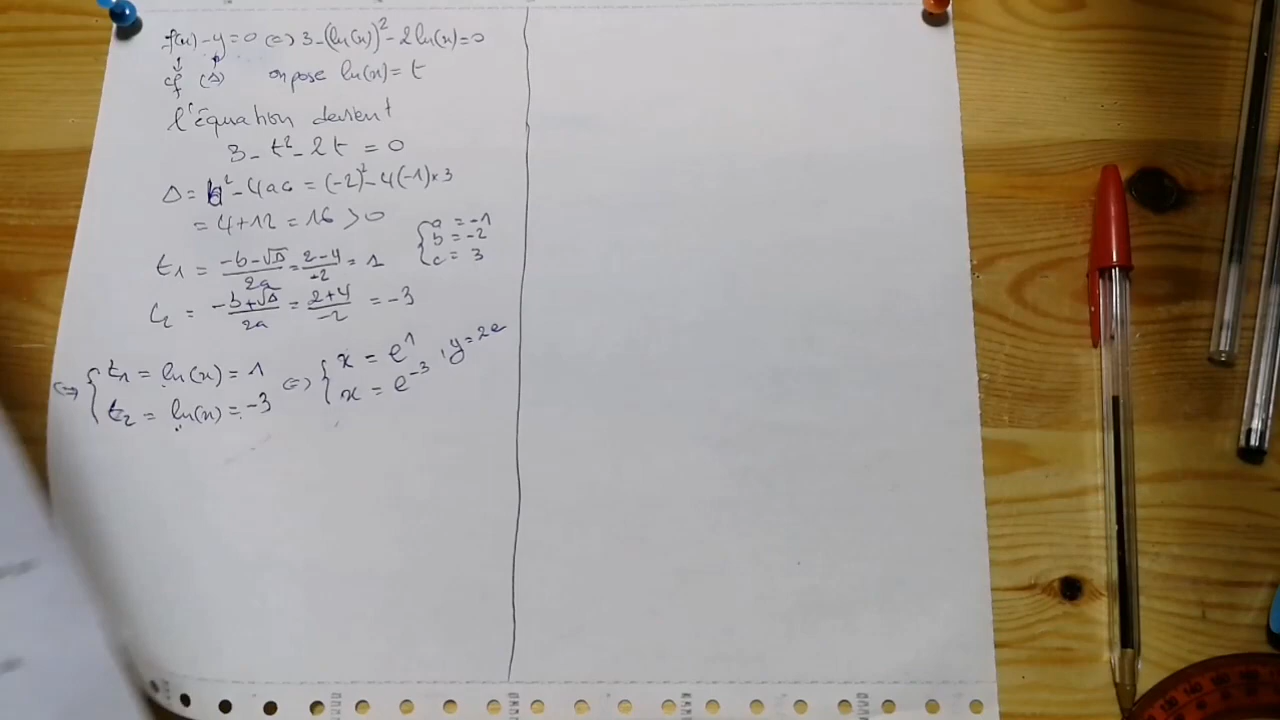 f(x) - y = 0 ⇔ 3 - (ln(x))² - 2 ln(x) = 0
Cf (Δ) on pose ln(x) = t
l'équation devient
3 - t² - 2t = 0
Δ = b² - 4ac = (-2)² - 4(-1)×3
= 4 + 12 = 16 > 0
{ a = -1
b = -2
c = 3
t₁ = (-b - √Δ)/2a = (2 - 4)/-2 = 1
t₂ = (-b + √Δ)/2a = (2 + 4)/-2 = -3
⇔ { t₁ = ln(x) = 1 ⇔ { x = e¹ , y = 2e
t₂ = ln(x) = -3 x = e⁻³